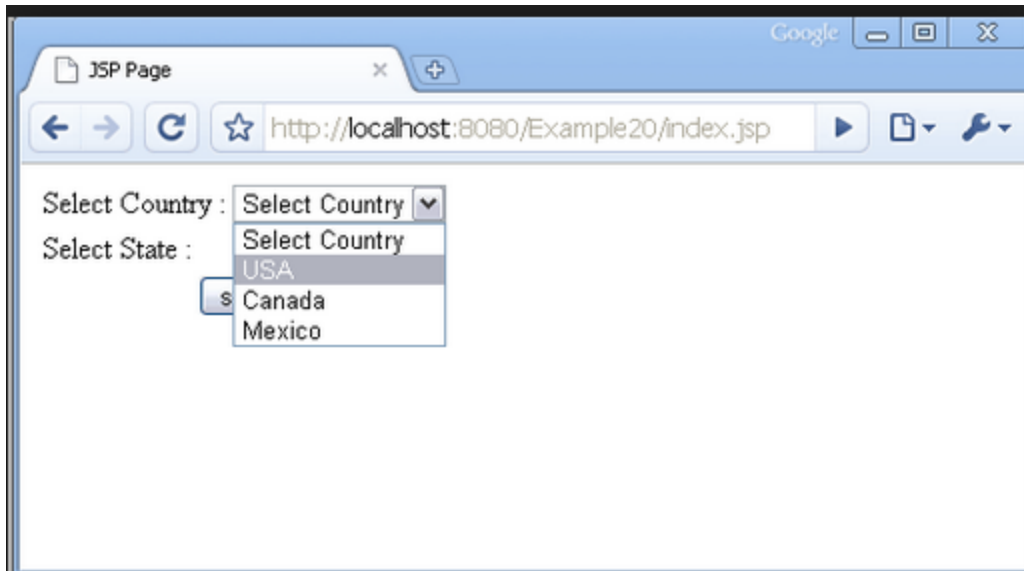 Google
JSP Page
http://localhost:8080/Example20/index.jsp
Select Country : Select Country
Select State :
Select Country
USA
s
Canada
Mexico